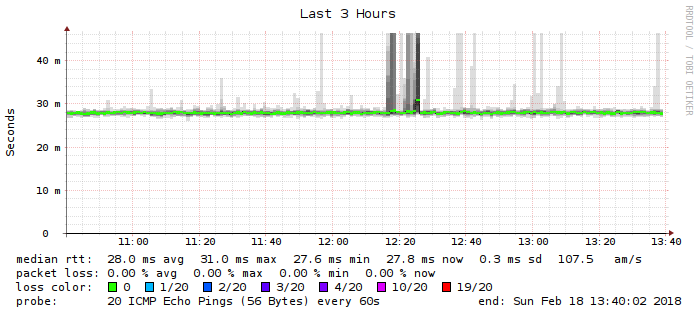 Last 3 Hours
RRDTOOL / TOBI OETIKER
Seconds
40 m
30 m
20 m
10 m
0
11:00 11:20 11:40 12:00 12:20 12:40 13:00 13:20 13:40
median rtt: 28.0 ms avg 31.0 ms max 27.6 ms min 27.8 ms now 0.3 ms sd 107.5 am/s
packet loss: 0.00 % avg 0.00 % max 0.00 % min 0.00 % now
loss color: 0 1/20 2/20 3/20 4/20 10/20 19/20
probe: 20 ICMP Echo Pings (56 Bytes) every 60s end: Sun Feb 18 13:40:02 2018